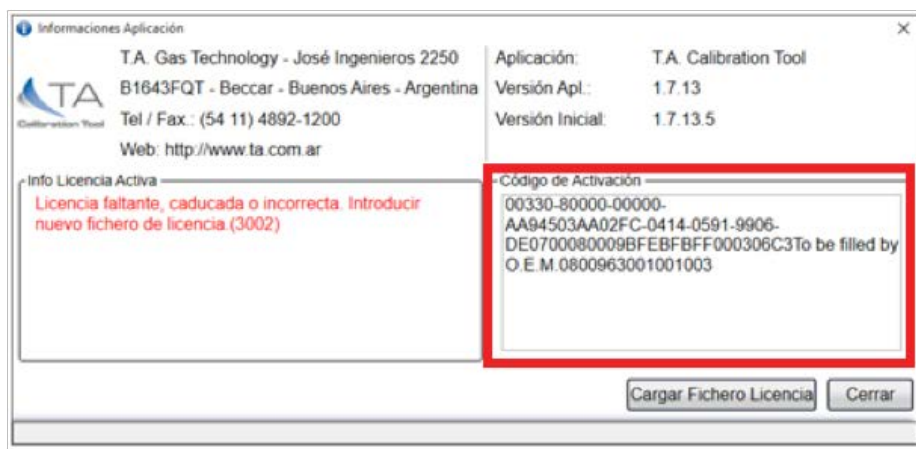 Informaciones Aplicación
T.A. Gas Technology - José Ingenieros 2250
B1643FQT - Beccar - Buenos Aires - Argentina
Tel / Fax.: (54 11) 4892-1200
Web: http://www.ta.com.ar
TA
Calibration Tool
Aplicación: T.A. Calibration Tool
Versión Apl.: 1.7.13
Versión Inicial: 1.7.13.5
Info Licencia Activa
Licencia faltante, caducada o incorrecta. Introducir
nuevo fichero de licencia.(3002)
Código de Activación
00330-80000-00000-
AA94503AA02FC-0414-0591-9906-
DE0700080009BFEBFBFF000306C3To be filled by
O.E.M.0800963001001003
Cargar Fichero Licencia
Cerrar